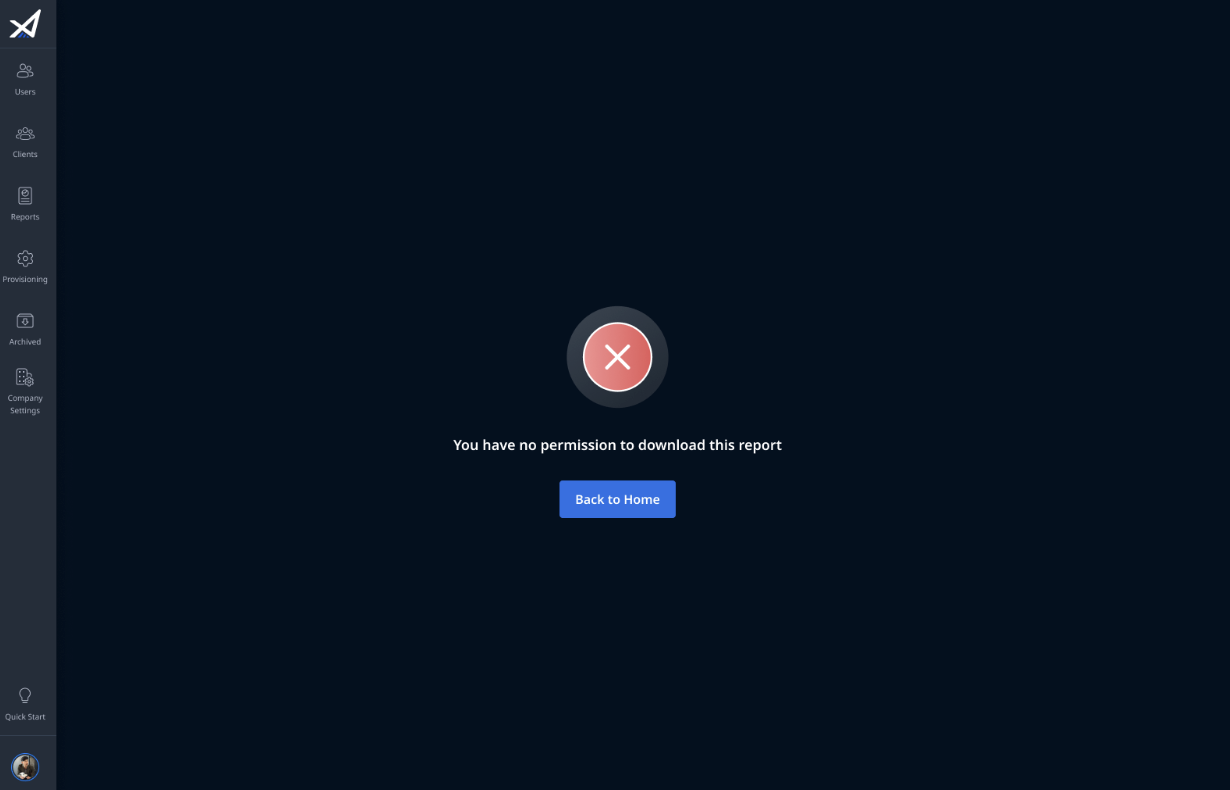 Users
Clients
Reports
Provisioning
Archived
Company
Settings
You have no permission to download this report
Back to Home
Quick Start